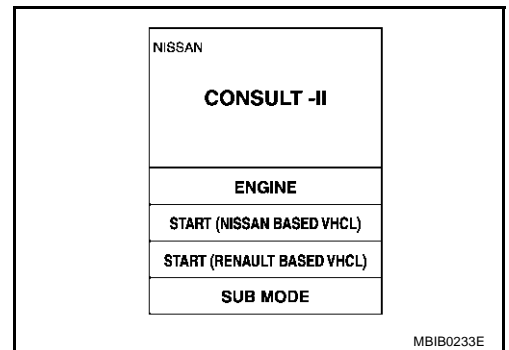 NISSAN
CONSULT -II
ENGINE
START (NISSAN BASED VHCL)
START (RENAULT BASED VHCL)
SUB MODE
MBIB0233E